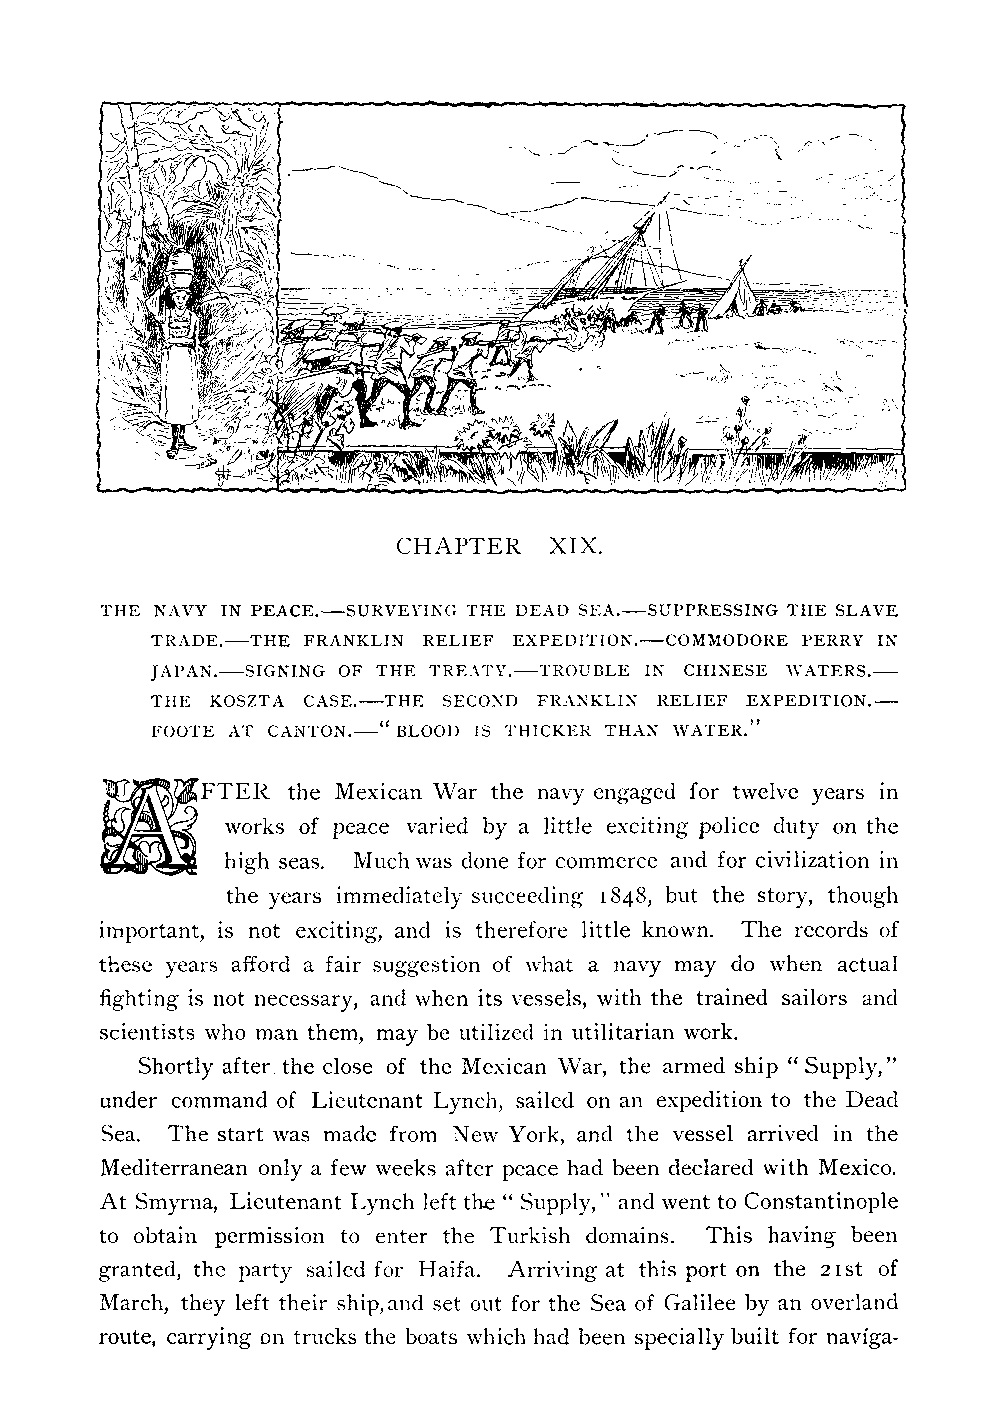 CHAPTER XIX.
THE NAVY IN PEACE.—SURVEYING THE DEAD SEA.—SUPPRESSING THE SLAVE
TRADE.—THE FRANKLIN RELIEF EXPEDITION.—COMMODORE PERRY IN
JAPAN.—SIGNING OF THE TREATY.—TROUBLE IN CHINESE WATERS.—
THE KOSZTA CASE.—THE SECOND FRANKLIN RELIEF EXPEDITION.—
FOOTE AT CANTON.—“BLOOD IS THICKER THAN WATER.”
AFTER the Mexican War the navy engaged for twelve years in
works of peace varied by a little exciting police duty on the
high seas. Much was done for commerce and for civilization in
the years immediately succeeding 1848, but the story, though
important, is not exciting, and is therefore little known. The records of
these years afford a fair suggestion of what a navy may do when actual
fighting is not necessary, and when its vessels, with the trained sailors and
scientists who man them, may be utilized in utilitarian work.
Shortly after the close of the Mexican War, the armed ship “Supply,”
under command of Lieutenant Lynch, sailed on an expedition to the Dead
Sea. The start was made from New York, and the vessel arrived in the
Mediterranean only a few weeks after peace had been declared with Mexico.
At Smyrna, Lieutenant Lynch left the “Supply,” and went to Constantinople
to obtain permission to enter the Turkish domains. This having been
granted, the party sailed for Haifa. Arriving at this port on the 21st of
March, they left their ship, and set out for the Sea of Galilee by an overland
route, carrying on trucks the boats which had been specially built for naviga-